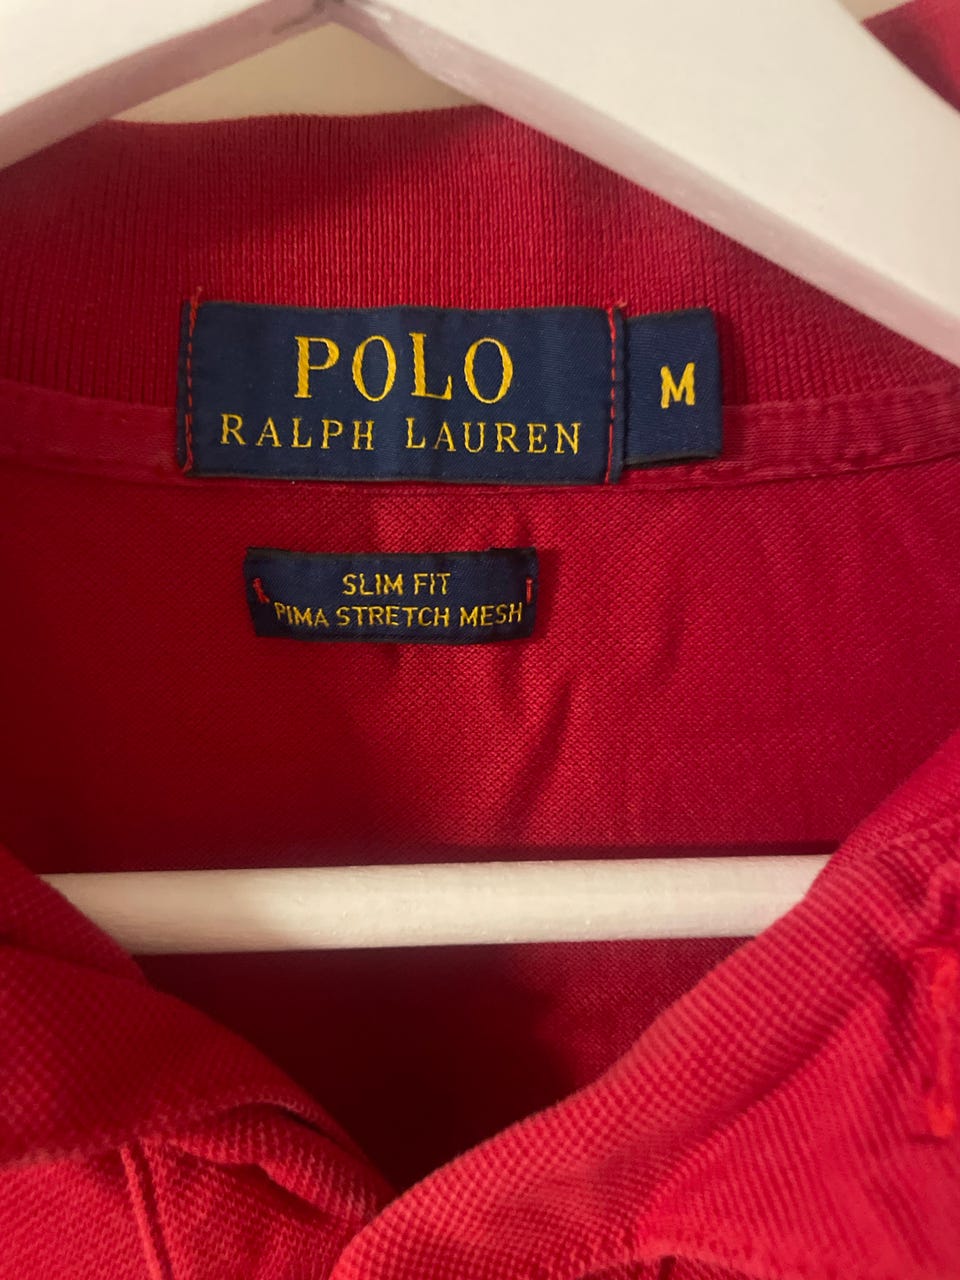 POLO
RALPH LAUREN
M
SLIM FIT
PIMA STRETCH MESH